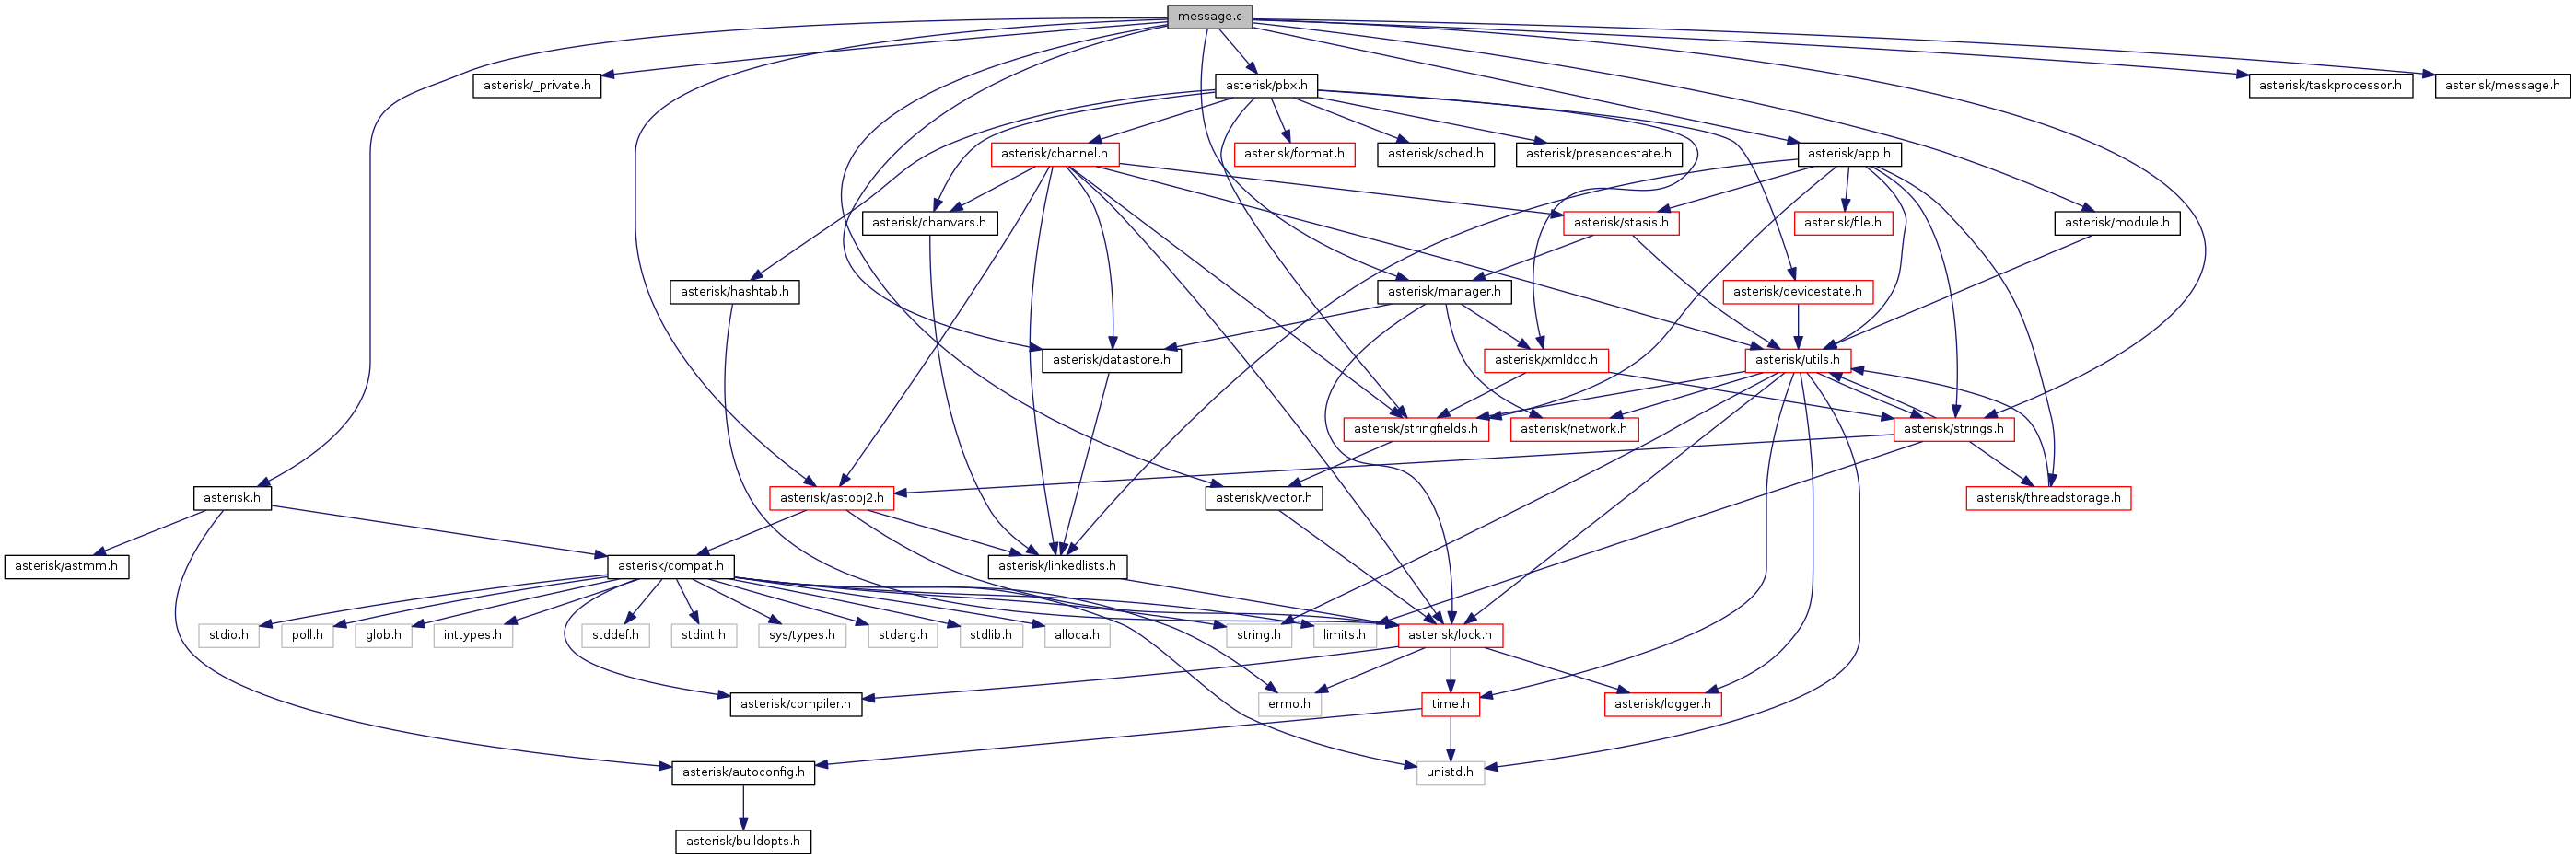 message.c
asterisk/_private.h
asterisk/pbx.h
asterisk/taskprocessor.h
asterisk/message.h
asterisk/channel.h
asterisk/format.h
asterisk/sched.h
asterisk/presencestate.h
asterisk/app.h
asterisk/chanvars.h
asterisk/stasis.h
asterisk/file.h
asterisk/module.h
asterisk/hashtab.h
asterisk/manager.h
asterisk/devicestate.h
asterisk/datastore.h
asterisk/xmldoc.h
asterisk/utils.h
asterisk/stringfields.h
asterisk/network.h
asterisk/strings.h
asterisk.h
asterisk/astobj2.h
asterisk/vector.h
asterisk/threadstorage.h
asterisk/astmm.h
asterisk/compat.h
asterisk/linkedlists.h
stdio.h
poll.h
glob.h
inttypes.h
stddef.h
stdint.h
sys/types.h
stdarg.h
stdlib.h
alloca.h
string.h
limits.h
asterisk/lock.h
asterisk/compiler.h
errno.h
time.h
asterisk/logger.h
asterisk/autoconfig.h
unistd.h
asterisk/buildopts.h